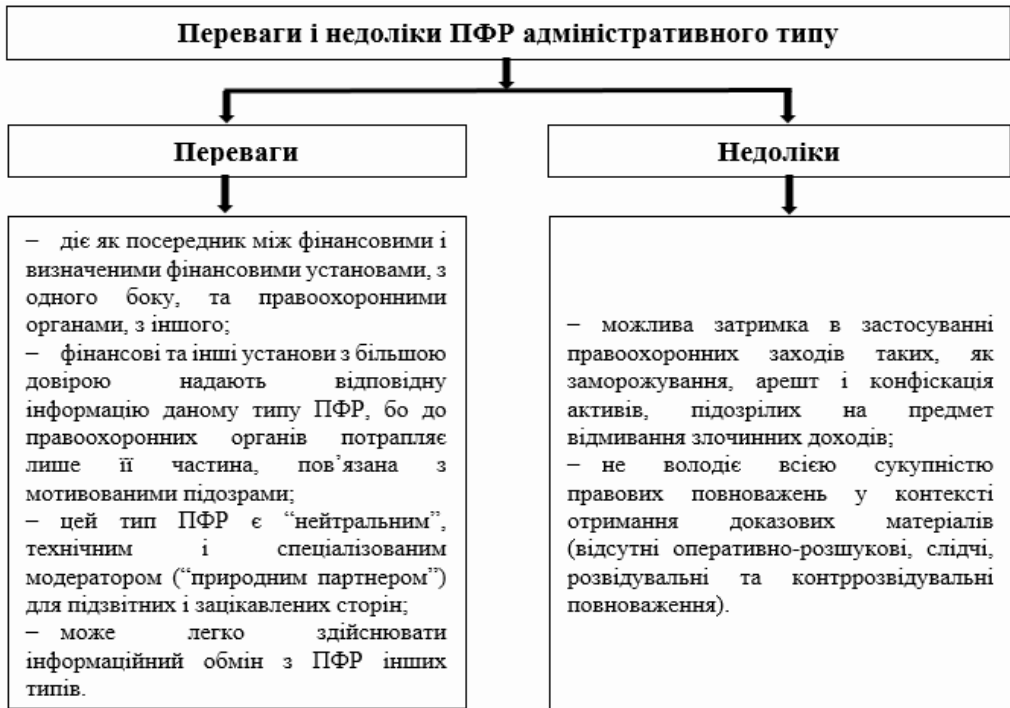 Переваги і недоліки ПФР адміністративного типу
Переваги
Недоліки
– діє як посередник між фінансовими і
визначеними фінансовими установами, з
одного боку, та правоохоронними
органами, з іншого;
– фінансові та інші установи з більшою
довірою надають відповідну
інформацію даному типу ПФР, бо до
правоохоронних органів потрапляє
лише її частина, пов’язана з
мотивованими підозрами;
– цей тип ПФР є “нейтральним”,
технічним і спеціалізованим
модератором (“природним партнером”)
для підзвітних і зацікавлених сторін;
– може легко здійснювати
інформаційний обмін з ПФР інших
типів.
– можлива затримка в застосуванні
правоохоронних заходів таких, як
заморожування, арешт і конфіскація
активів, підозрілих на предмет
відмивання злочинних доходів;
– не володіє всією сукупністю
правових повноважень у контексті
отримання доказових матеріалів
(відсутні оперативно-розшукові, слідчі,
розвідувальні та контррозвідувальні
повноваження).